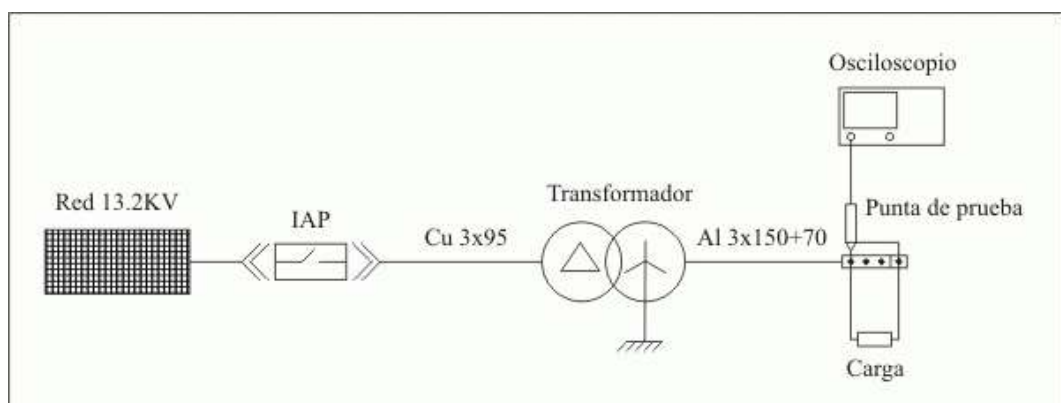 Osciloscopio
Red 13.2KV
IAP
Cu 3x95
Transformador
Al 3x150+70
Punta de prueba
Carga